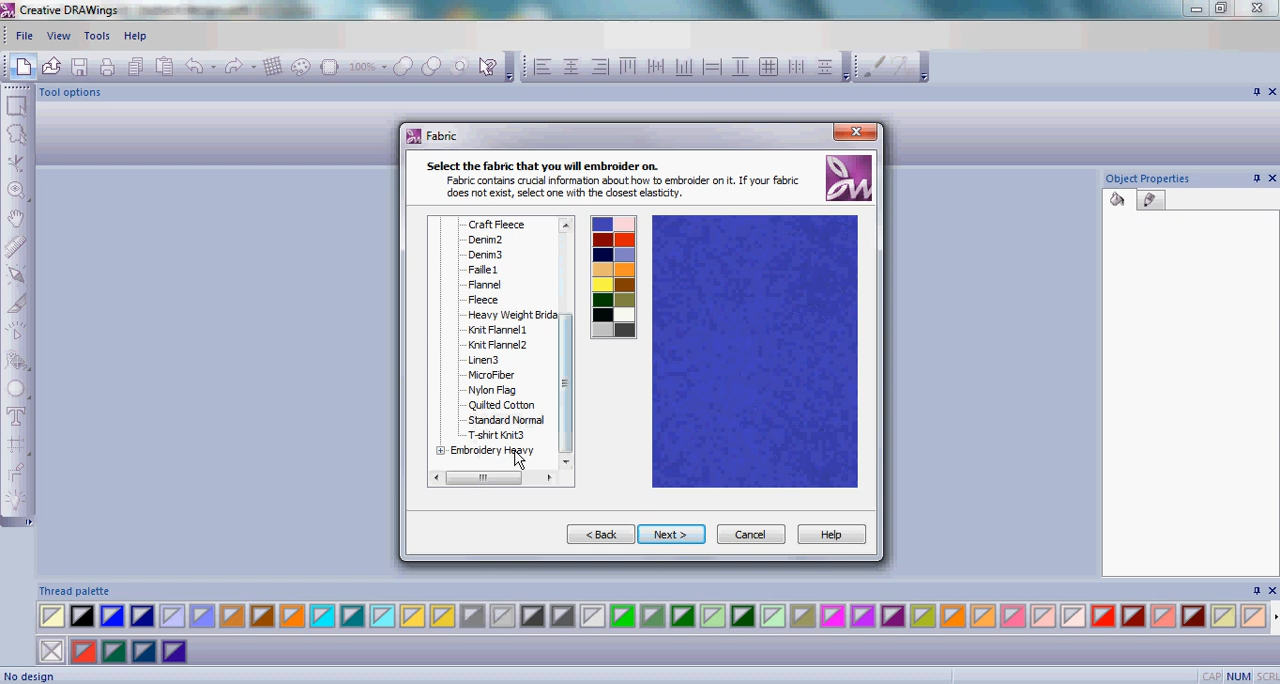 Creative DRAWings
File View Tools Help
100%
Tool options
Fabric
Select the fabric that you will embroider on.
Fabric contains crucial information about how to embroider on it. If your fabric
does not exist, select one with the closest elasticity.
Object Properties
Craft Fleece
Denim2
Denim3
Faille1
Flannel
Fleece
Heavy Weight Brida
Knit Flannel1
Knit Flannel2
Linen3
MicroFiber
Nylon Flag
Quilted Cotton
Standard Normal
T-shirt Knit3
Embroidery Heavy
< Back Next > Cancel Help
Thread palette
No design
CAP NUM SCRL